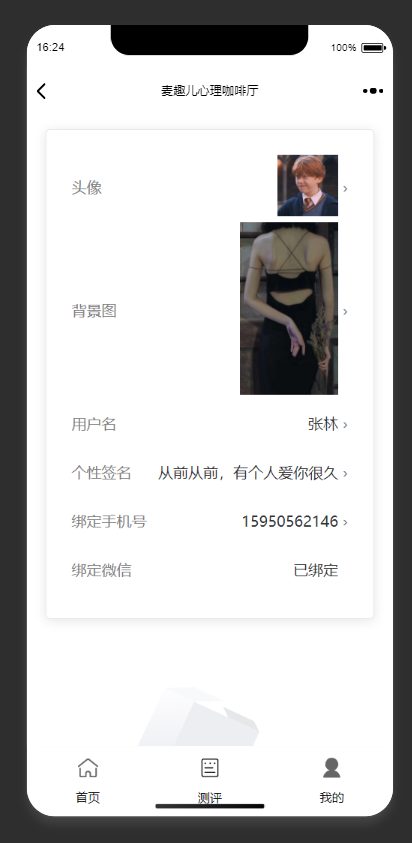 16:24
100%
麦趣儿心理咖啡厅
头像
背景图
用户名 张林
个性签名 从前从前，有个人爱你很久
绑定手机号 15950562146
绑定微信 已绑定
首页 测评 我的